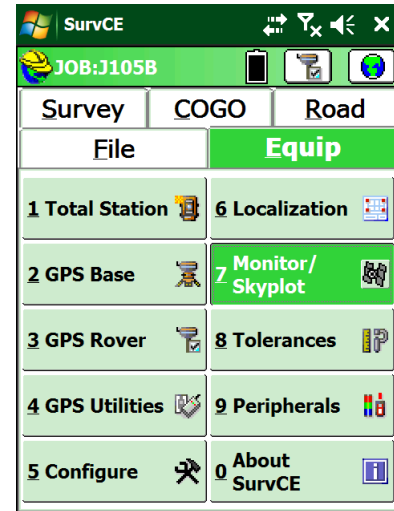 SurvCE
JOB:J105B
Survey
COGO
Road
File
Equip
1 Total Station
6 Localization
2 GPS Base
7 Monitor/
Skyplot
3 GPS Rover
8 Tolerances
4 GPS Utilities
9 Peripherals
5 Configure
0 About
SurvCE